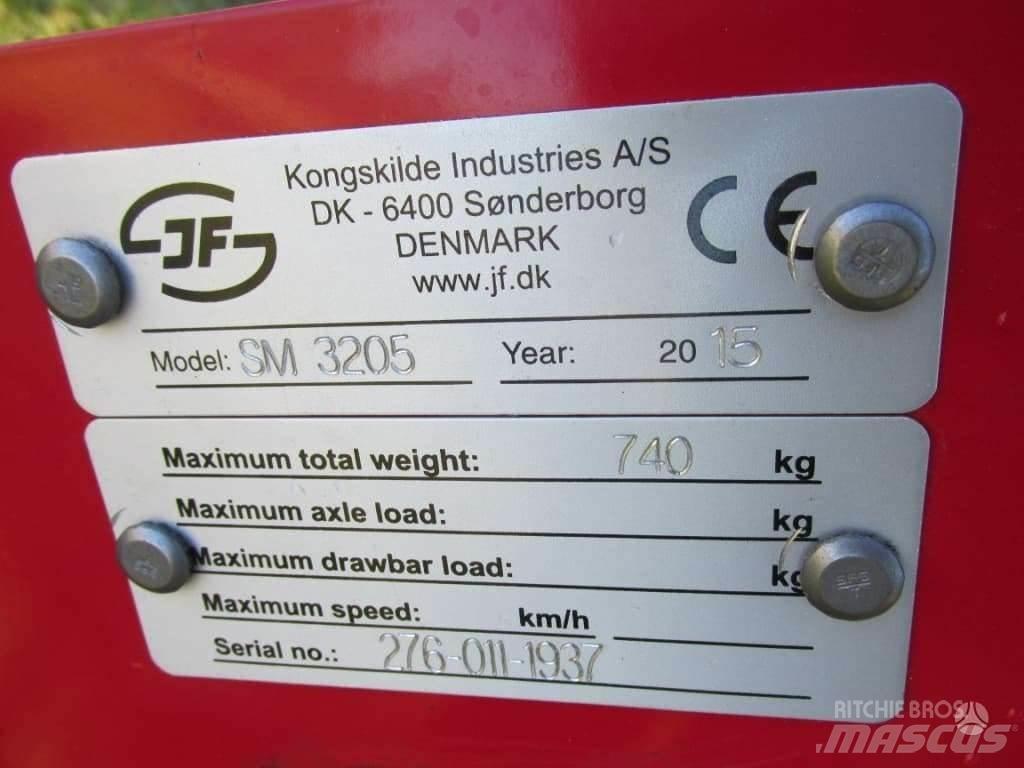 JF
Kongskilde Industries A/S
DK - 6400 Sønderborg
DENMARK
www.jf.dk
CE
Model: SM 3205 Year: 2015
Maximum total weight: 740 kg
Maximum axle load: kg
Maximum drawbar load: kg
Maximum speed: km/h
Serial no.: 276-011-1937
RITCHIE BROS
MASCUS